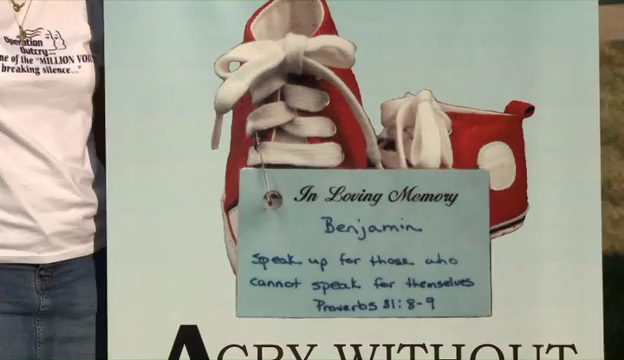 Operation
Outcry
ne of the "MILLION VOI
breaking silence..."
In Loving Memory
Benjamin
Speak up for those who
cannot speak for themselves
Proverbs 31:8-9
A CRY WITHOUT